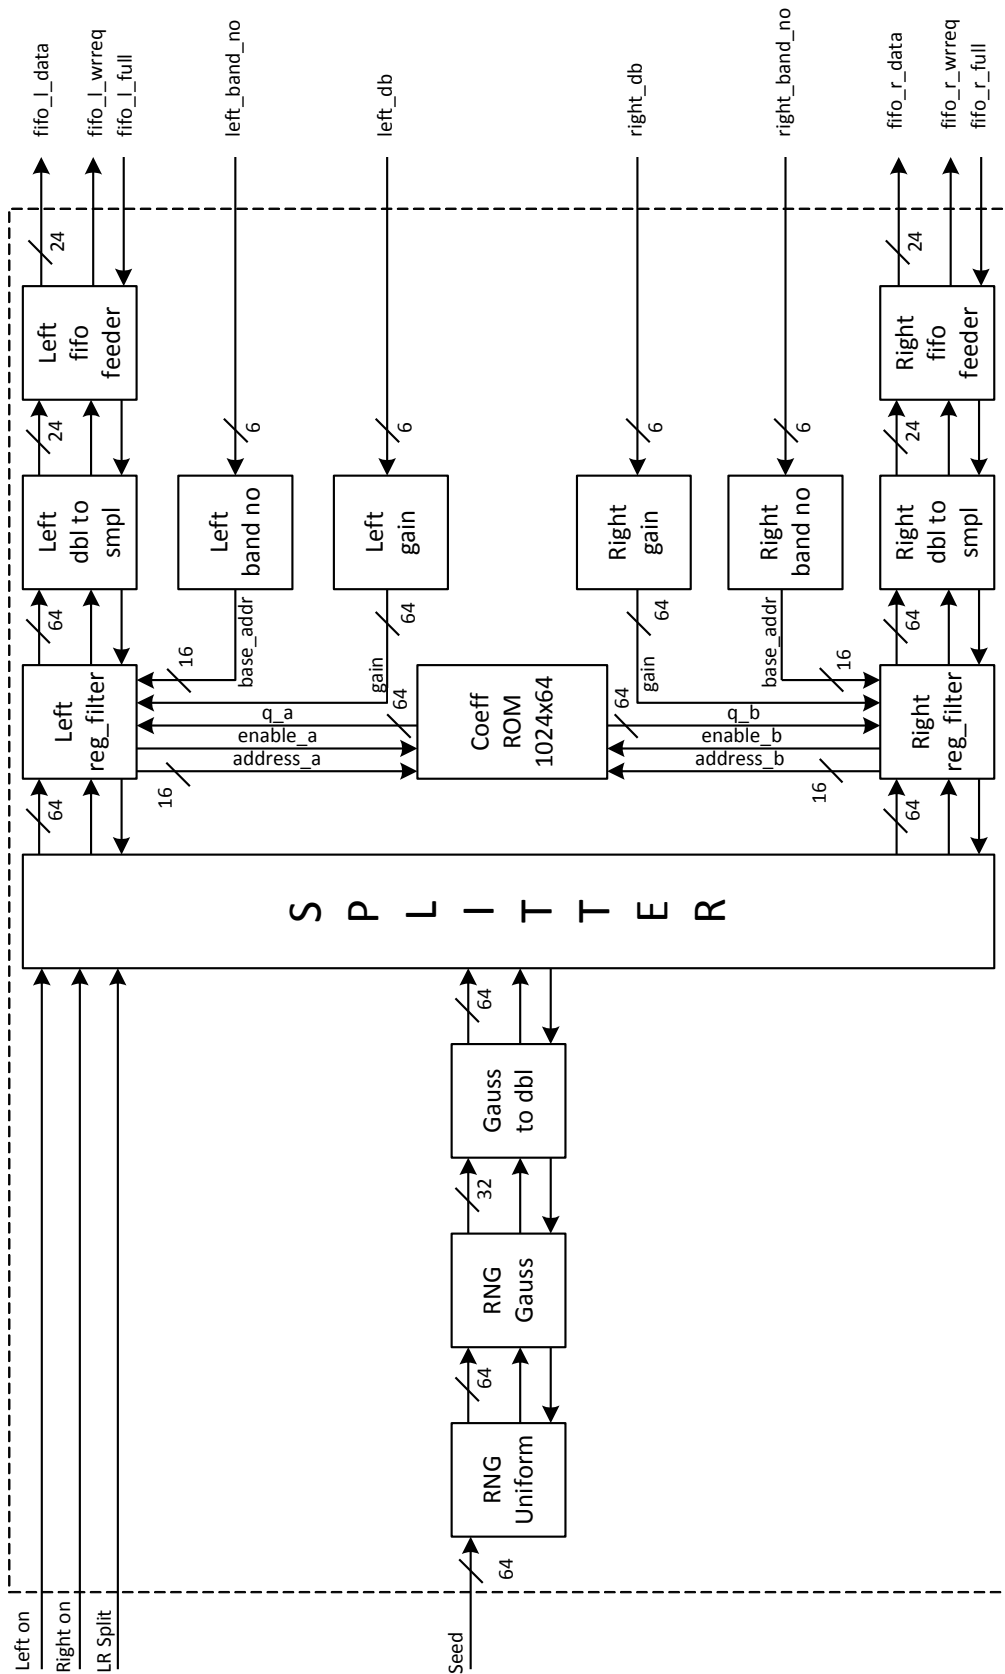 Left on
Right on
LR Split
Seed
64
RNG
Uniform
64
RNG
Gauss
32
Gauss
to dbl
64
S P L I T T E R
64
Left
reg_filter
64
Left
dbl to
smpl
24
Left
fifo
feeder
24
fifo_l_data
fifo_l_wrreq
fifo_l_full
16
base_addr
Left
band no
6
left_band_no
gain
64
Left
gain
6
left_db
q_a
64
enable_a
address_a
16
Coeff
ROM
1024x64
64
q_b
enable_b
address_b
16
gain
64
Right
gain
6
right_db
base_addr
16
Right
band no
6
right_band_no
64
Right
reg_filter
64
Right
dbl to
smpl
24
Right
fifo
feeder
24
fifo_r_data
fifo_r_wrreq
fifo_r_full